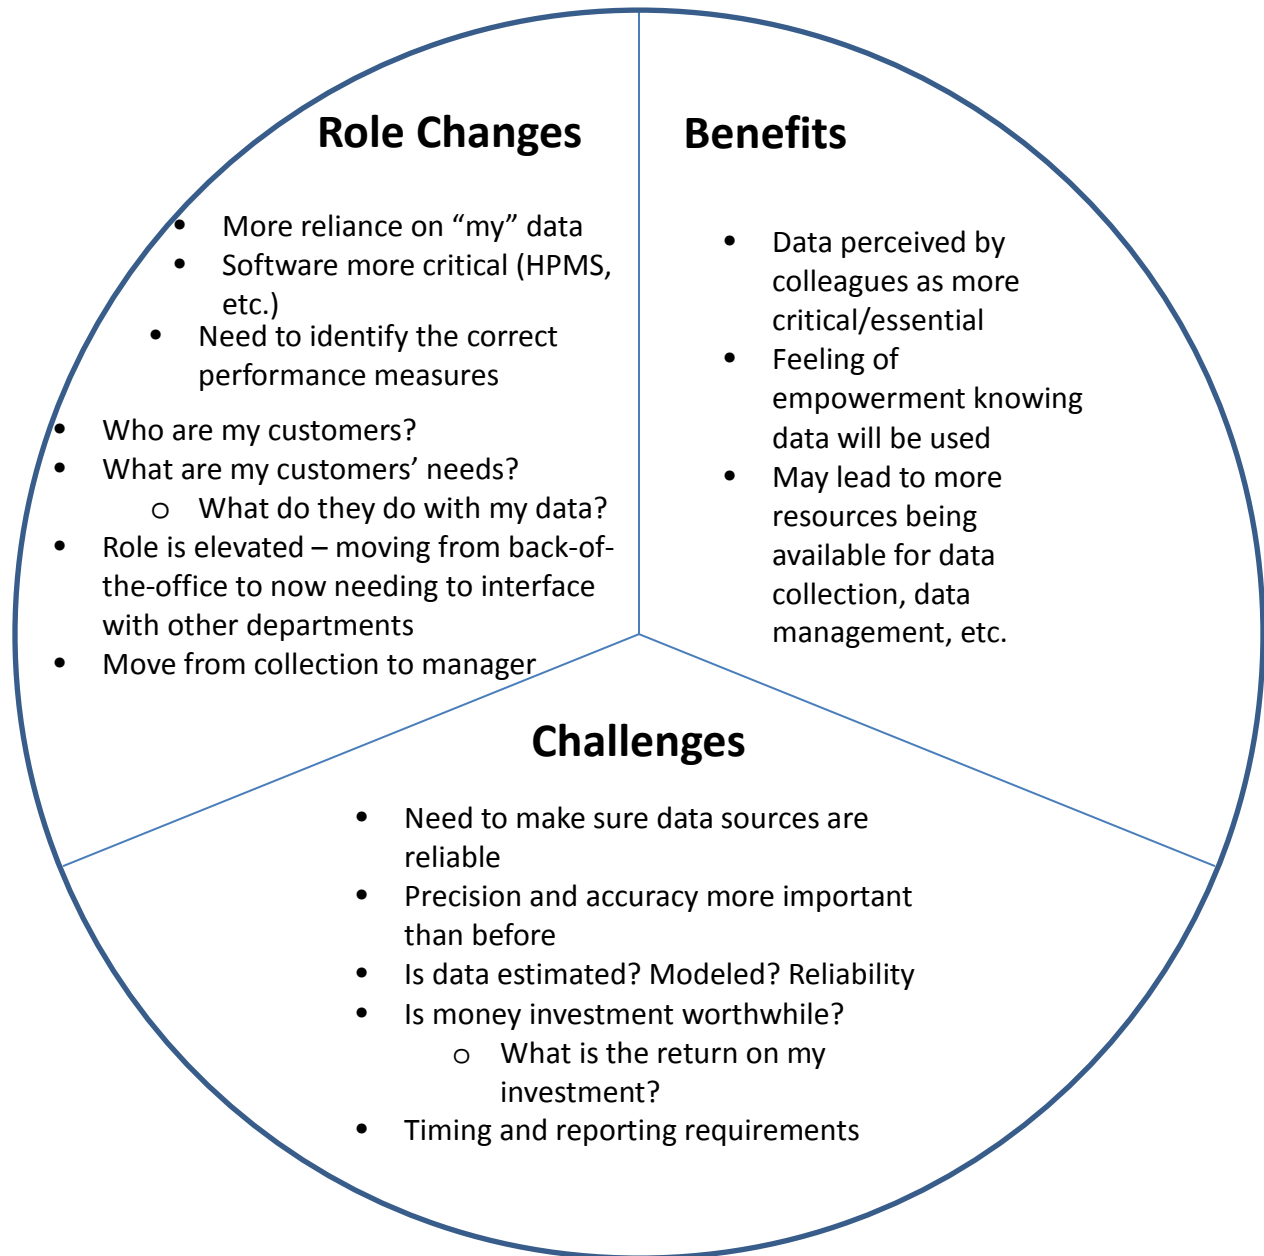 Role Changes
• More reliance on “my” data
• Software more critical (HPMS,
etc.)
• Need to identify the correct
performance measures
• Who are my customers?
• What are my customers’ needs?
o What do they do with my data?
• Role is elevated – moving from back-of-
the-office to now needing to interface
with other departments
• Move from collection to manager
Benefits
• Data perceived by
colleagues as more
critical/essential
• Feeling of
empowerment knowing
data will be used
• May lead to more
resources being
available for data
collection, data
management, etc.
Challenges
• Need to make sure data sources are
reliable
• Precision and accuracy more important
than before
• Is data estimated? Modeled? Reliability
• Is money investment worthwhile?
o What is the return on my
investment?
• Timing and reporting requirements